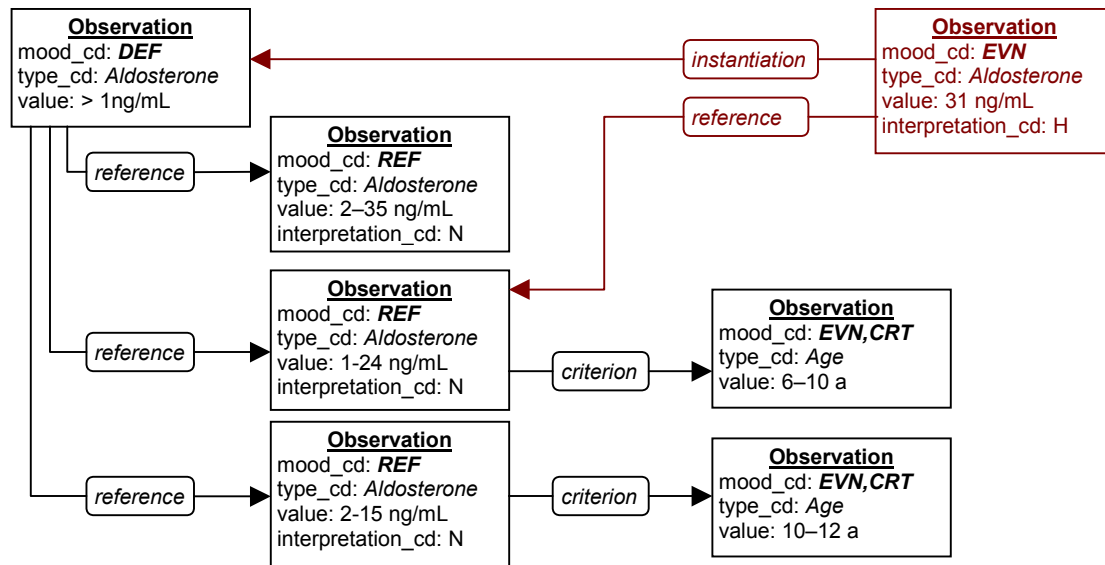 Observation
mood_cd: DEF
type_cd: Aldosterone
value: > 1ng/mL
instantiation
reference
Observation
mood_cd: EVN
type_cd: Aldosterone
value: 31 ng/mL
interpretation_cd: H
reference
Observation
mood_cd: REF
type_cd: Aldosterone
value: 2–35 ng/mL
interpretation_cd: N
reference
Observation
mood_cd: REF
type_cd: Aldosterone
value: 1-24 ng/mL
interpretation_cd: N
criterion
Observation
mood_cd: EVN,CRT
type_cd: Age
value: 6–10 a
reference
Observation
mood_cd: REF
type_cd: Aldosterone
value: 2-15 ng/mL
interpretation_cd: N
criterion
Observation
mood_cd: EVN,CRT
type_cd: Age
value: 10–12 a